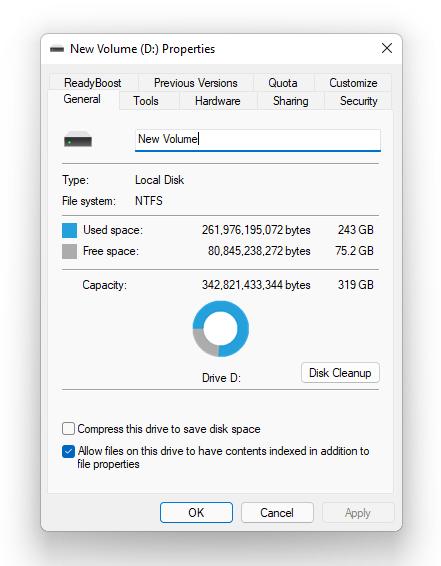 New Volume (D:) Properties
ReadyBoost Previous Versions Quota Customize
General Tools Hardware Sharing Security
New Volume
Type: Local Disk
File system: NTFS
Used space: 261,976,195,072 bytes 243 GB
Free space: 80,845,238,272 bytes 75.2 GB
Capacity: 342,821,433,344 bytes 319 GB
Drive D: Disk Cleanup
Compress this drive to save disk space
Allow files on this drive to have contents indexed in addition to
file properties
OK Cancel Apply